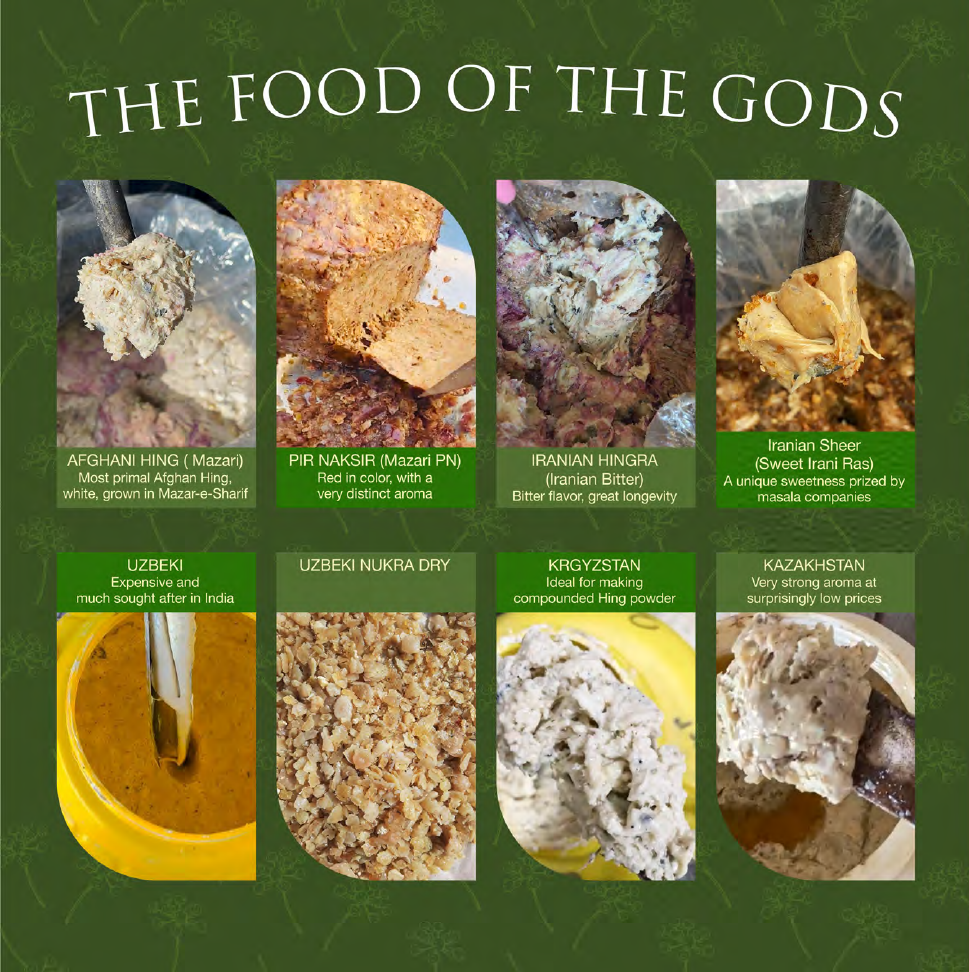 THE FOOD OF THE GODS
AFGHANI HING ( Mazari)
Most primal Afghan Hing,
white, grown in Mazar-e-Sharif
PIR NAKSIR (Mazari PN)
Red in color, with a
very distinct aroma
IRANIAN HINGRA
(Iranian Bitter)
Bitter flavor, great longevity
Iranian Sheer
(Sweet Irani Ras)
A unique sweetness prized by
masala companies
UZBEKI
Expensive and
much sought after in India
UZBEKI NUKRA DRY
KRGYZSTAN
Ideal for making
compounded Hing powder
KAZAKHSTAN
Very strong aroma at
surprisingly low prices